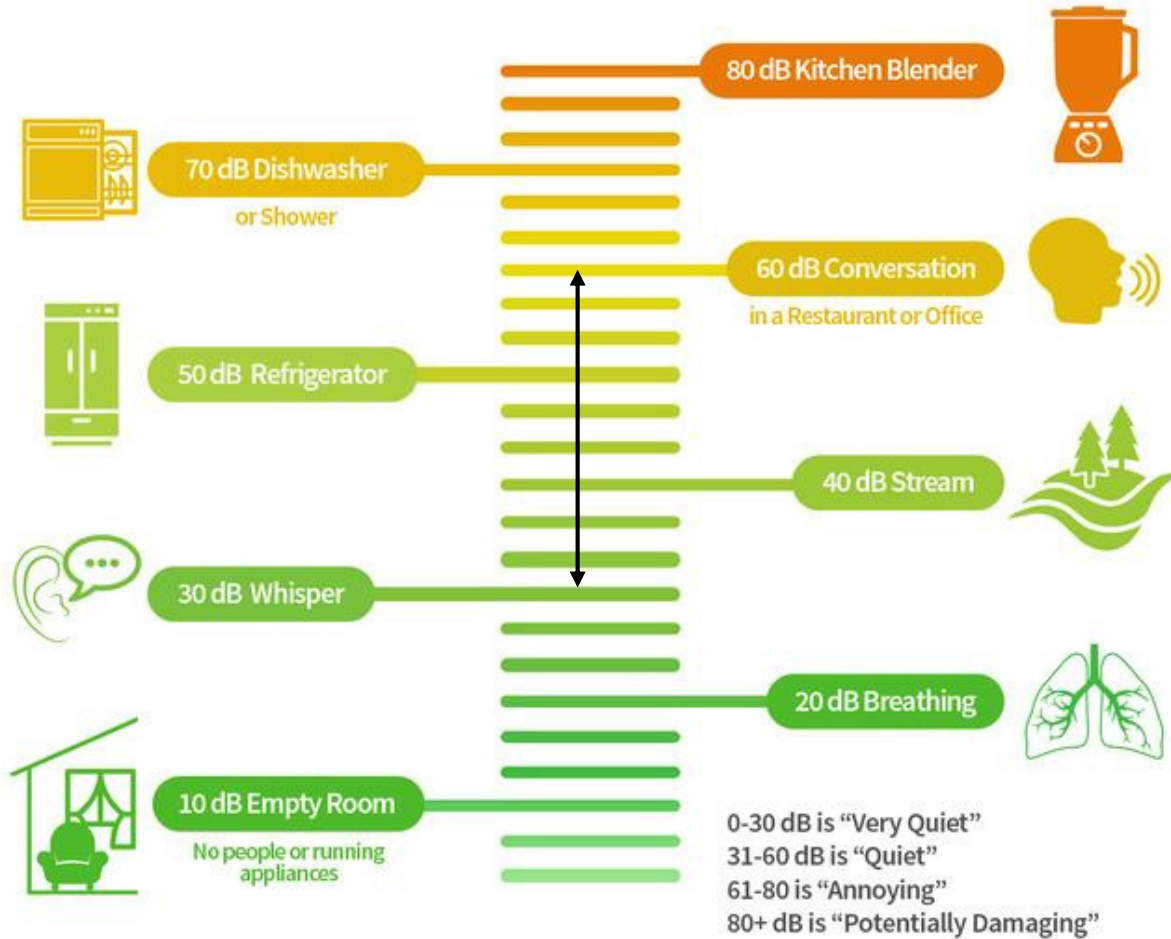 80 dB Kitchen Blender
70 dB Dishwasher
or Shower
60 dB Conversation
in a Restaurant or Office
50 dB Refrigerator
40 dB Stream
30 dB Whisper
20 dB Breathing
10 dB Empty Room
No people or running
appliances
0-30 dB is “Very Quiet”
31-60 dB is “Quiet”
61-80 is “Annoying”
80+ dB is “Potentially Damaging”